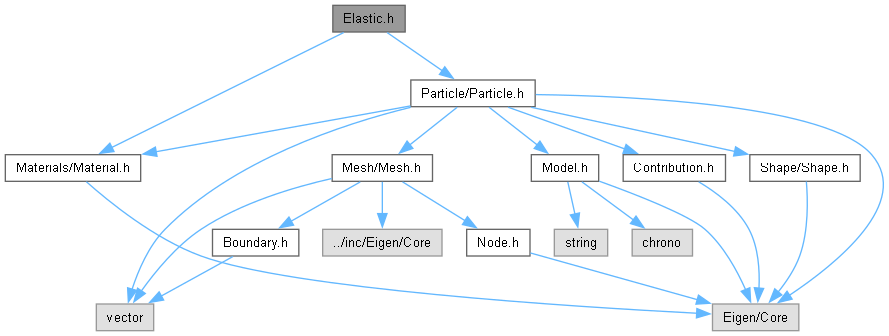 Elastic.h
Particle/Particle.h
Materials/Material.h
Mesh/Mesh.h
Model.h
Contribution.h
Shape/Shape.h
Boundary.h
../inc/Eigen/Core
Node.h
string
chrono
vector
Eigen/Core